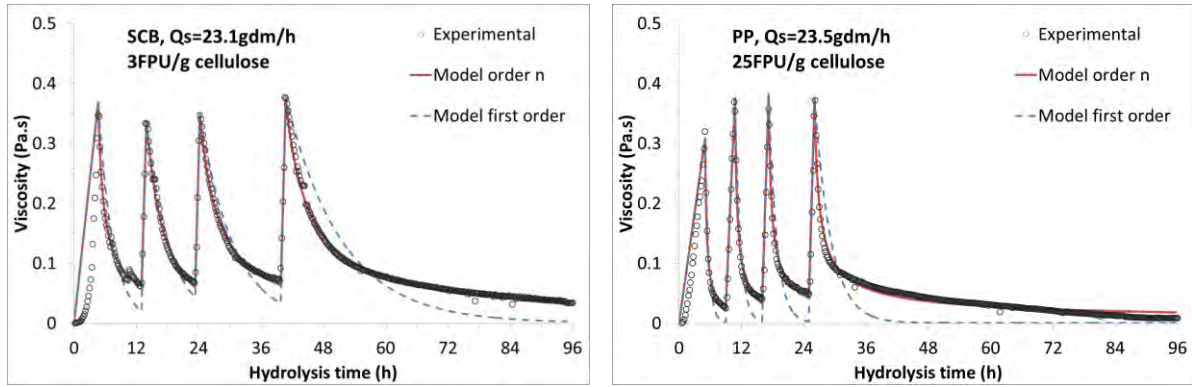 SCB, Qs=23.1gdm/h
3FPU/g cellulose
Experimental
Model order n
Model first order
Viscosity (Pa.s)
0.5
0.4
0.3
0.2
0.1
0
0 12 24 36 48 60 72 84 96
Hydrolysis time (h)
PP, Qs=23.5gdm/h
25FPU/g cellulose
Experimental
Model order n
Model first order
Viscosity (Pa.s)
0.5
0.4
0.3
0.2
0.1
0
0 12 24 36 48 60 72 84 96
Hydrolysis time (h)